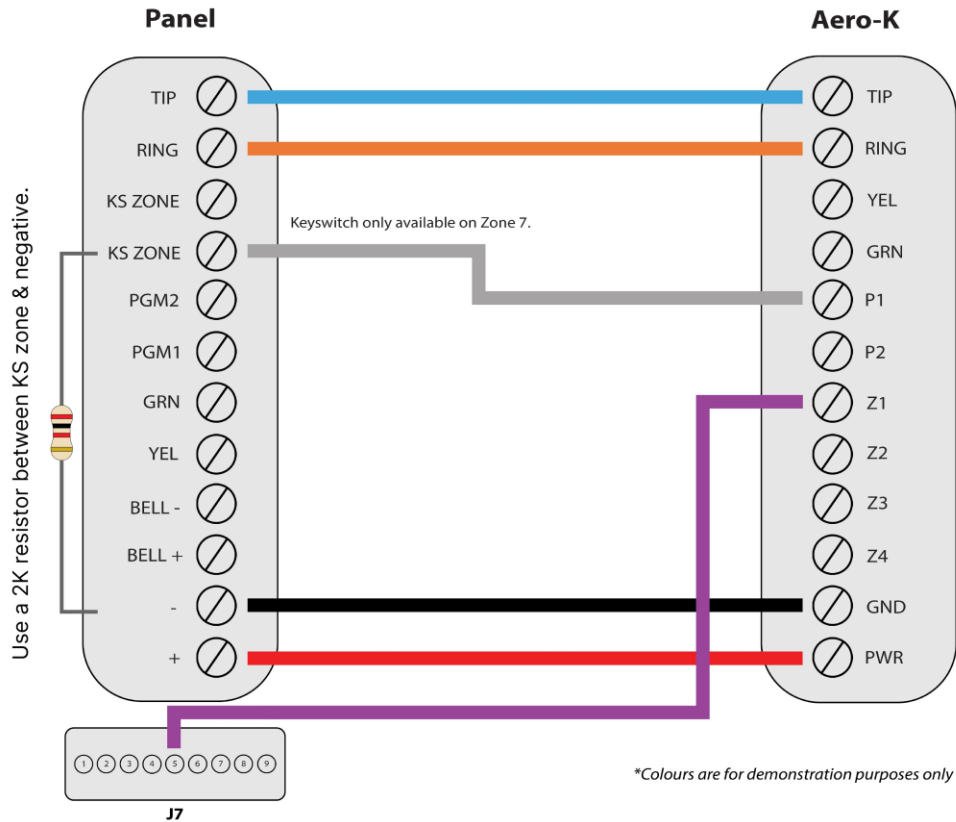 Panel
Aero-K
TIP
RING
KS ZONE
KS ZONE
PGM2
PGM1
GRN
YEL
BELL -
BELL +
-
+
Use a 2K resistor between KS zone & negative.
Keyswitch only available on Zone 7.
TIP
RING
YEL
GRN
P1
P2
Z1
Z2
Z3
Z4
GND
PWR
1 2 3 4 5 6 7 8 9
J7
*Colours are for demonstration purposes only